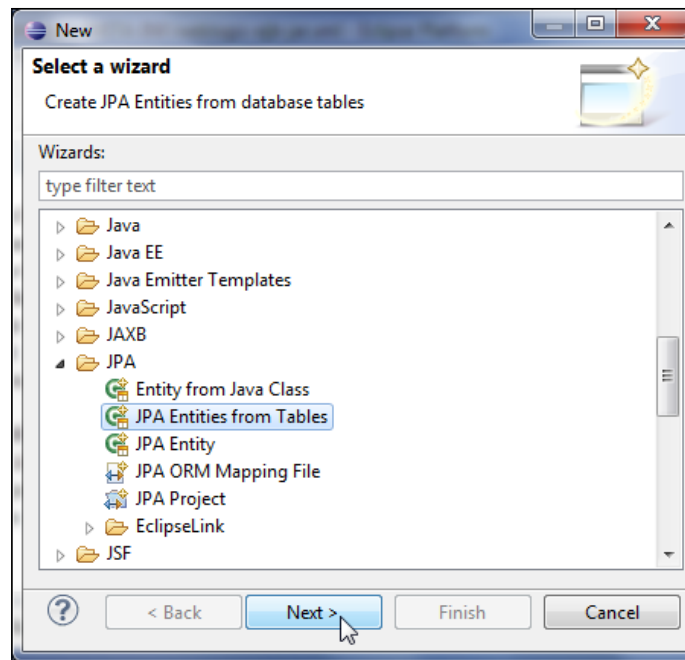 New
Select a wizard
Create JPA Entities from database tables
Wizards:
type filter text
Java
Java EE
Java Emitter Templates
JavaScript
JAXB
JPA
Entity from Java Class
JPA Entities from Tables
JPA Entity
JPA ORM Mapping File
JPA Project
EclipseLink
JSF
? < Back Next > Finish Cancel